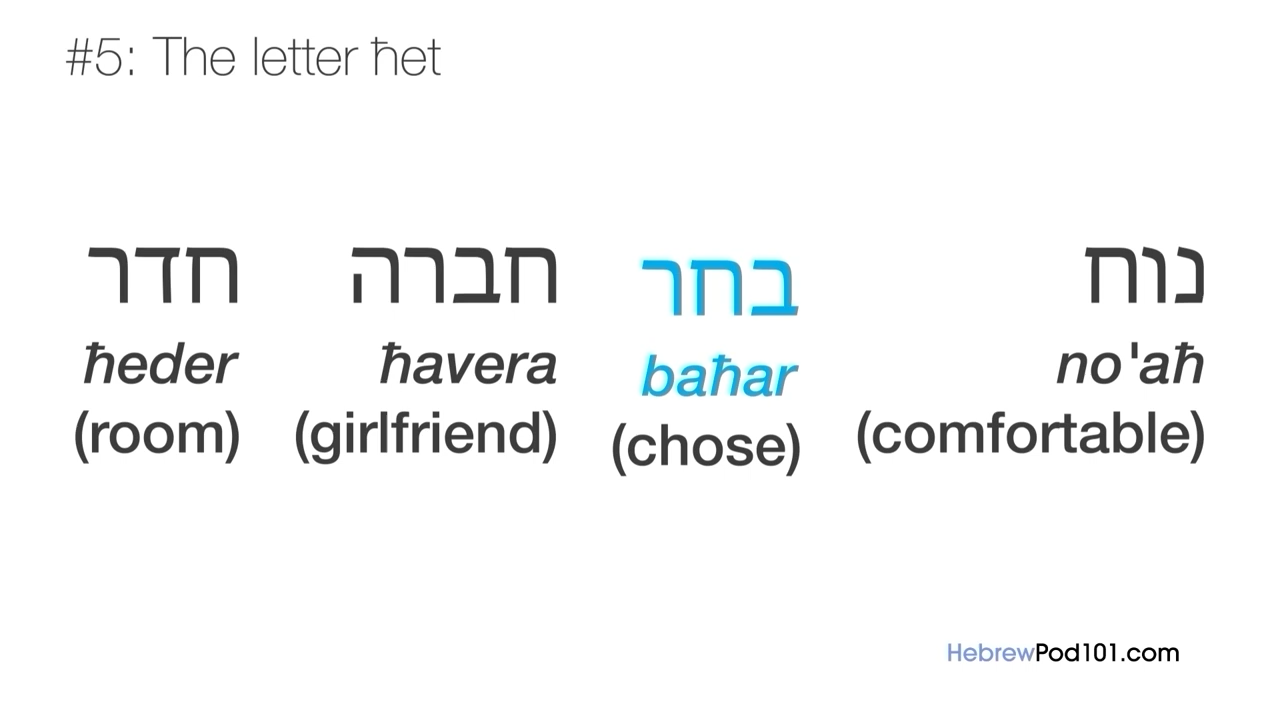 #5: The letter ħet
חדר
ħeder
(room)
חברה
ħavera
(girlfriend)
בחר
baħar
(chose)
נוח
no'aħ
(comfortable)
HebrewPod101.com